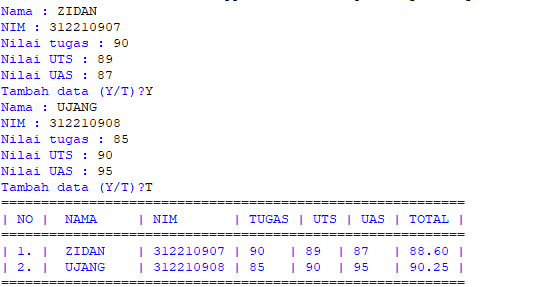 Nama : ZIDAN
NIM : 312210907
Nilai tugas : 90
Nilai UTS : 89
Nilai UAS : 87
Tambah data (Y/T)?Y
Nama : UJANG
NIM : 312210908
Nilai tugas : 85
Nilai UTS : 90
Nilai UAS : 95
Tambah data (Y/T)?T
==========================================================
| NO |  NAMA     | NIM       | TUGAS | UTS | UAS | TOTAL |
==========================================================
| 1. |  ZIDAN    | 312210907 | 90   | 89  | 87   | 88.60 |
| 2. |  UJANG    | 312210908 | 85   | 90  | 95   | 90.25 |
==========================================================